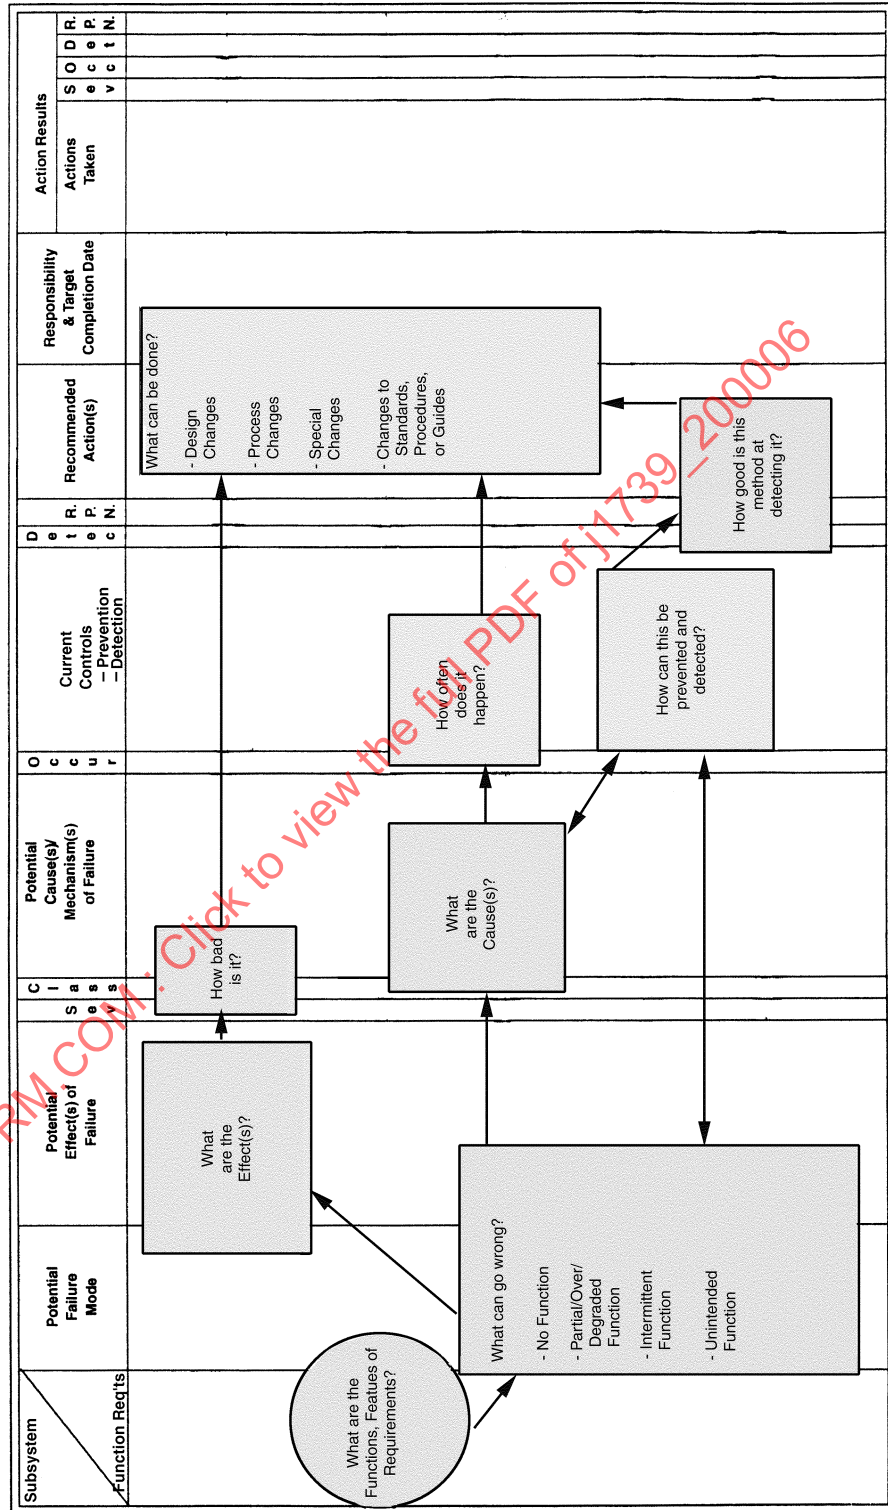 Subsystem
Function Req'ts
Potential
Failure
Mode
Potential
Effect(s) of
Failure
S
e
v
C
l
a
s
s
Potential
Cause(s)/
Mechanism(s)
of Failure
O
c
c
u
r
Current
Controls
– Prevention
– Detection
D
e
t
e
c
R.
P.
N.
Recommended
Action(s)
Responsibility
& Target
Completion Date
Action Results
Actions
Taken
S
e
v
O
c
c
D
e
t
R.
P.
N.
What are the
Functions, Featues of
Requirements?
What can go wrong?
- No Function
- Partial/Over/
Degraded
Function
- Intermittent
Function
- Unintended
Function
What
are the
Effect(s)?
How bad
is it?
What
are the
Cause(s)?
How often
does it
happen?
How can this be
prevented and
detected?
How good is this
method at
detecting it?
What can be done?
- Design
Changes
- Process
Changes
- Special
Changes
- Changes to
Standards,
Procedures,
or Guides
RM.COM : Click to view the full PDF of j1739_200006